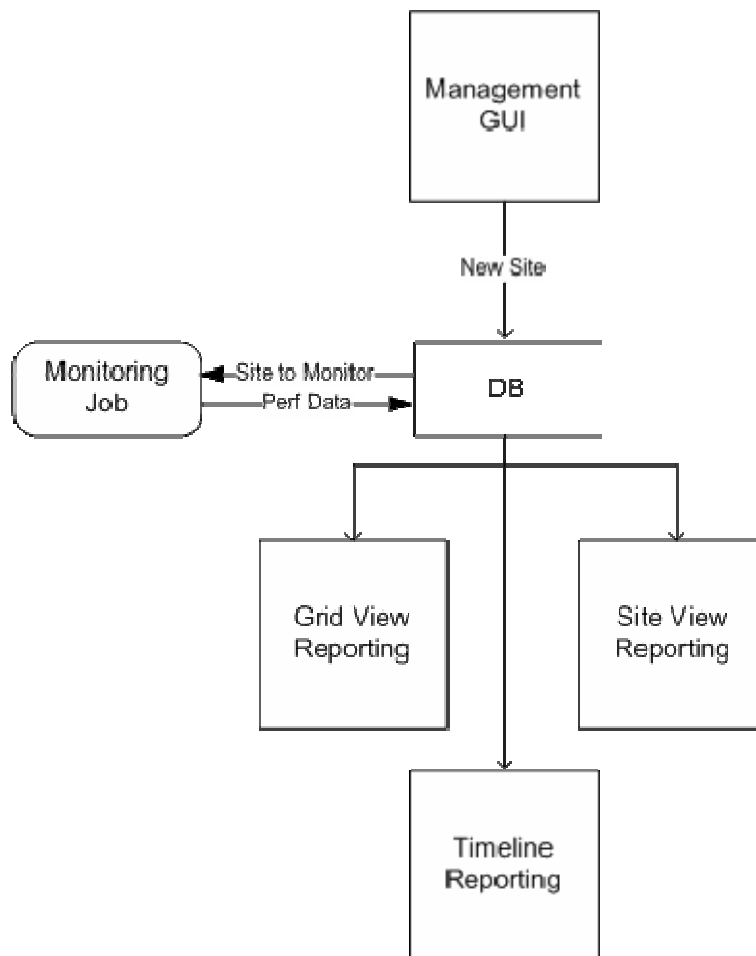 Management
GUI
New Site
Monitoring
Job
Site to Monitor
Perf Data
DB
Grid View
Reporting
Site View
Reporting
Timeline
Reporting